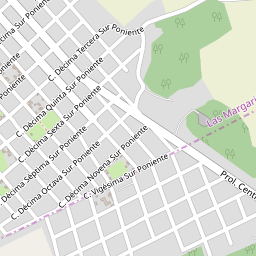 Décima Sur Poniente
C. Décima Tercera Sur Poniente
C. Décima Quinta Sur Poniente
C. Décima Sexta Sur Poniente
Décima Séptima Sur Poniente
C. Décima Octava Sur Poniente
C. Décima Novena Sur Poniente
C. Vigésima Sur Poniente
Las Margari
Prol. Centr